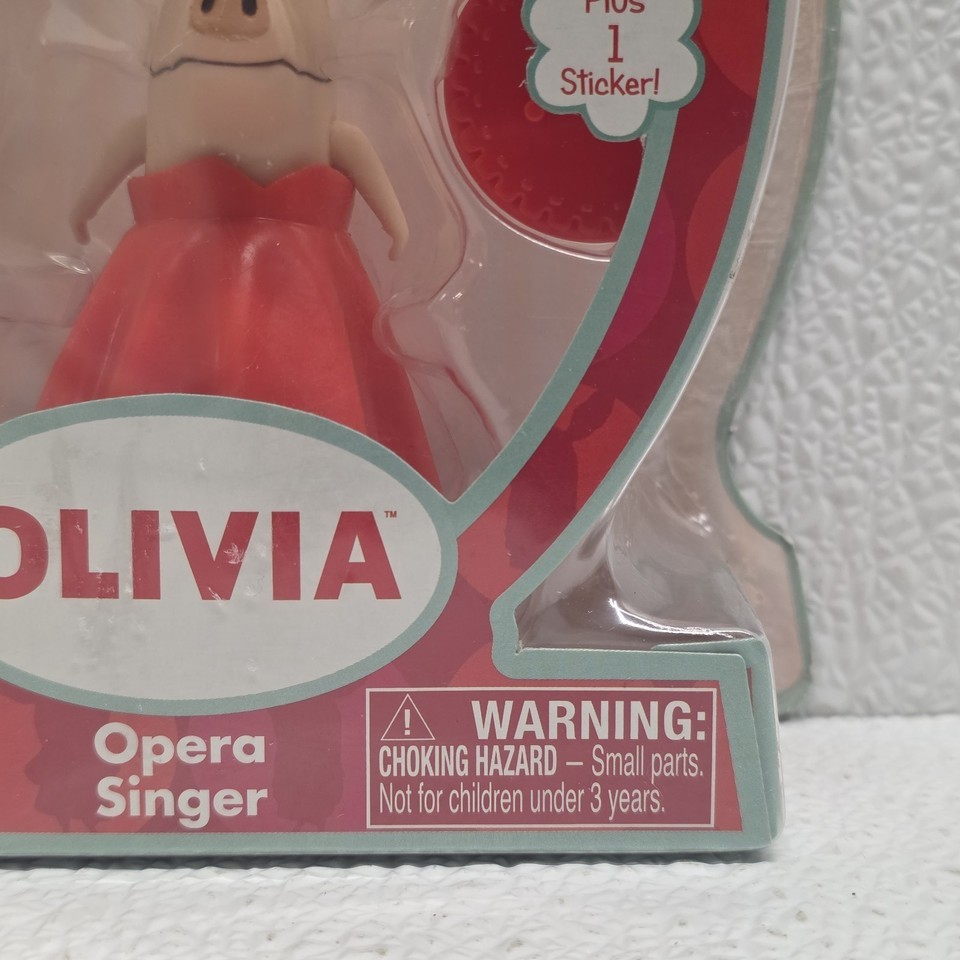 Plus
1
Sticker!
OLIVIA™
Opera
Singer
WARNING:
CHOKING HAZARD – Small parts.
Not for children under 3 years.